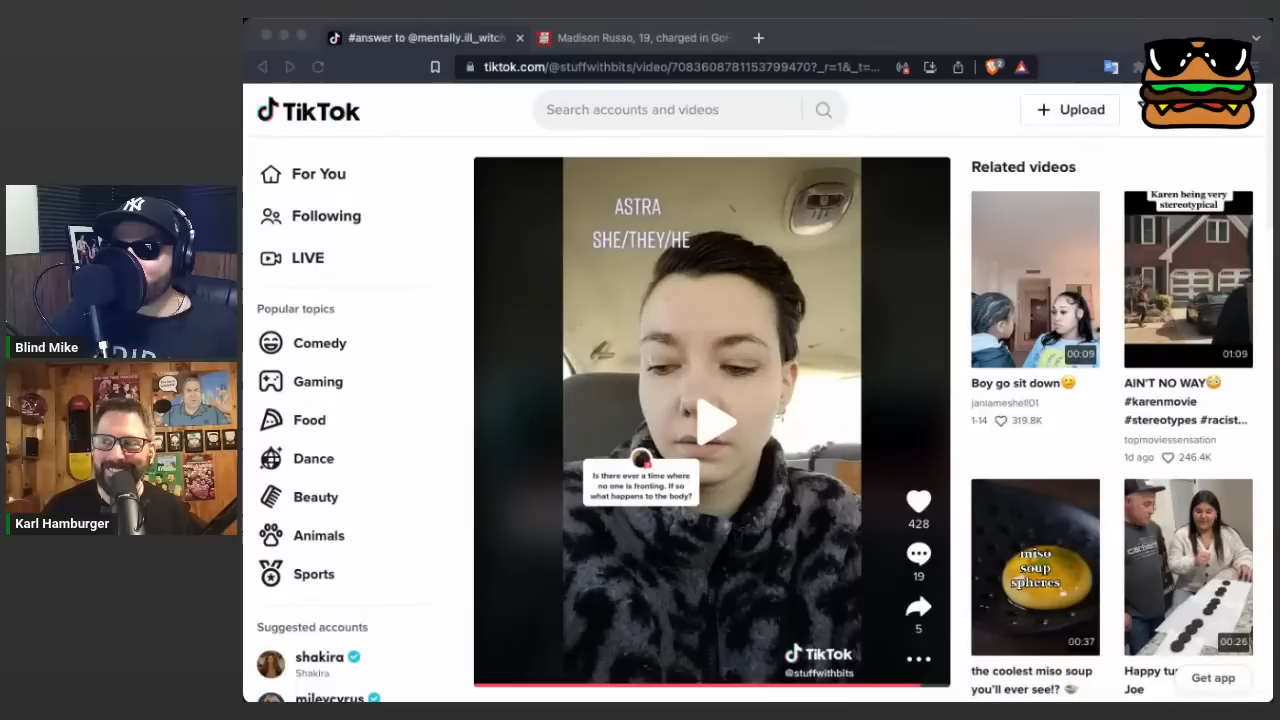 #answer to @mentally.ill_witch
Madison Russo, 19, charged in GoF
tiktok.com/@stuffwithbits/video/7083608781153799470?_r=1&_t=...
2
TikTok
Search accounts and videos
+ Upload
For You
Following
LIVE
Popular topics
Comedy
Gaming
Food
Dance
Beauty
Animals
Sports
Suggested accounts
shakira
Shakira
mileycyrus
Blind Mike
Karl Hamburger
ASTRA
SHE/THEY/HE
Is there ever a time where
no one is fronting. If so
what happens to the body?
428
19
5
TikTok
@stuffwithbits
Related videos
00:09
Boy go sit down
janiameshell01
1-14 319.8K
Karen being very
stereotypical
01:09
AIN'T NO WAY
#karenmovie
#stereotypes #racist...
topmoviessensation
1d ago 246.4K
miso
soup
spheres
00:37
the coolest miso soup
you'll ever see!?
carhartt
00:26
Happy tu
Joe
Get app